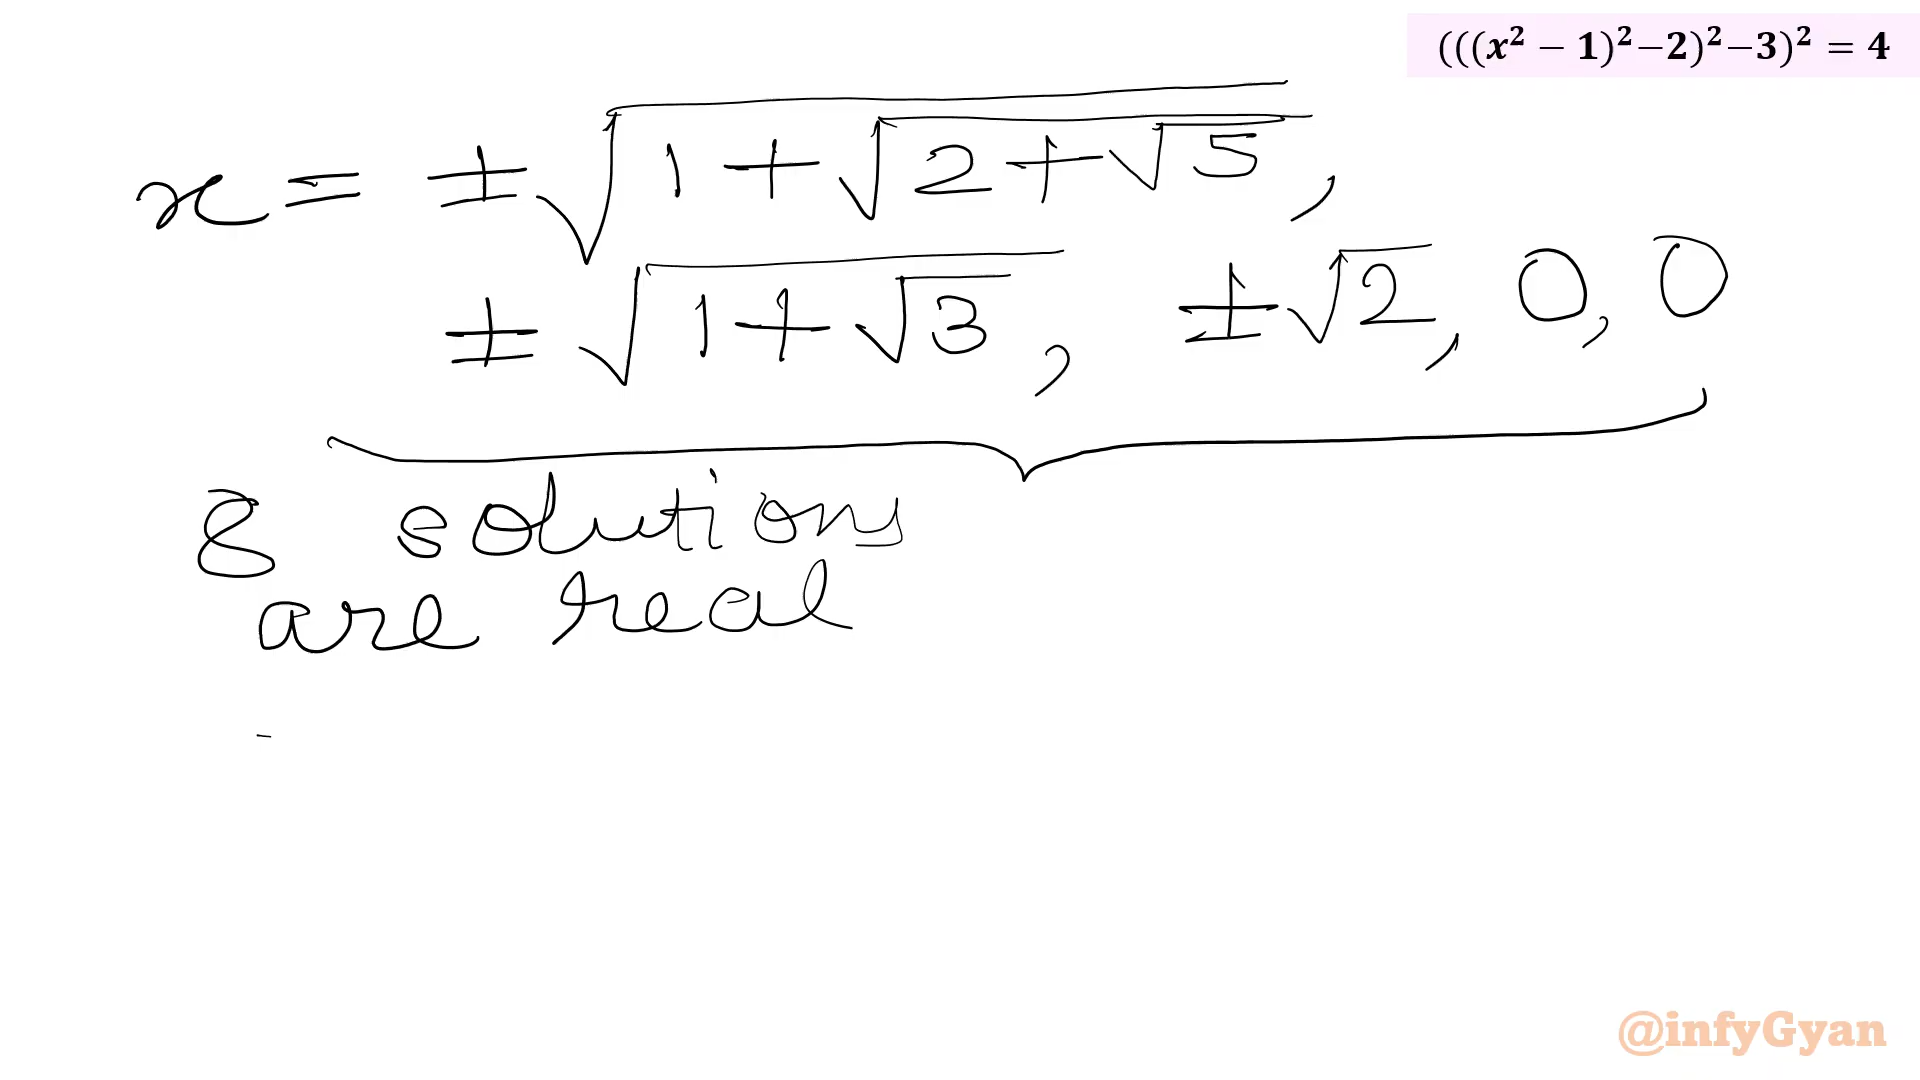 (((x² − 1)²−2)²−3)² = 4
x = ±√(1+√(2+√5)),
±√(1+√3), ±√2, 0, 0
8 solutions
are real
@infyGyan